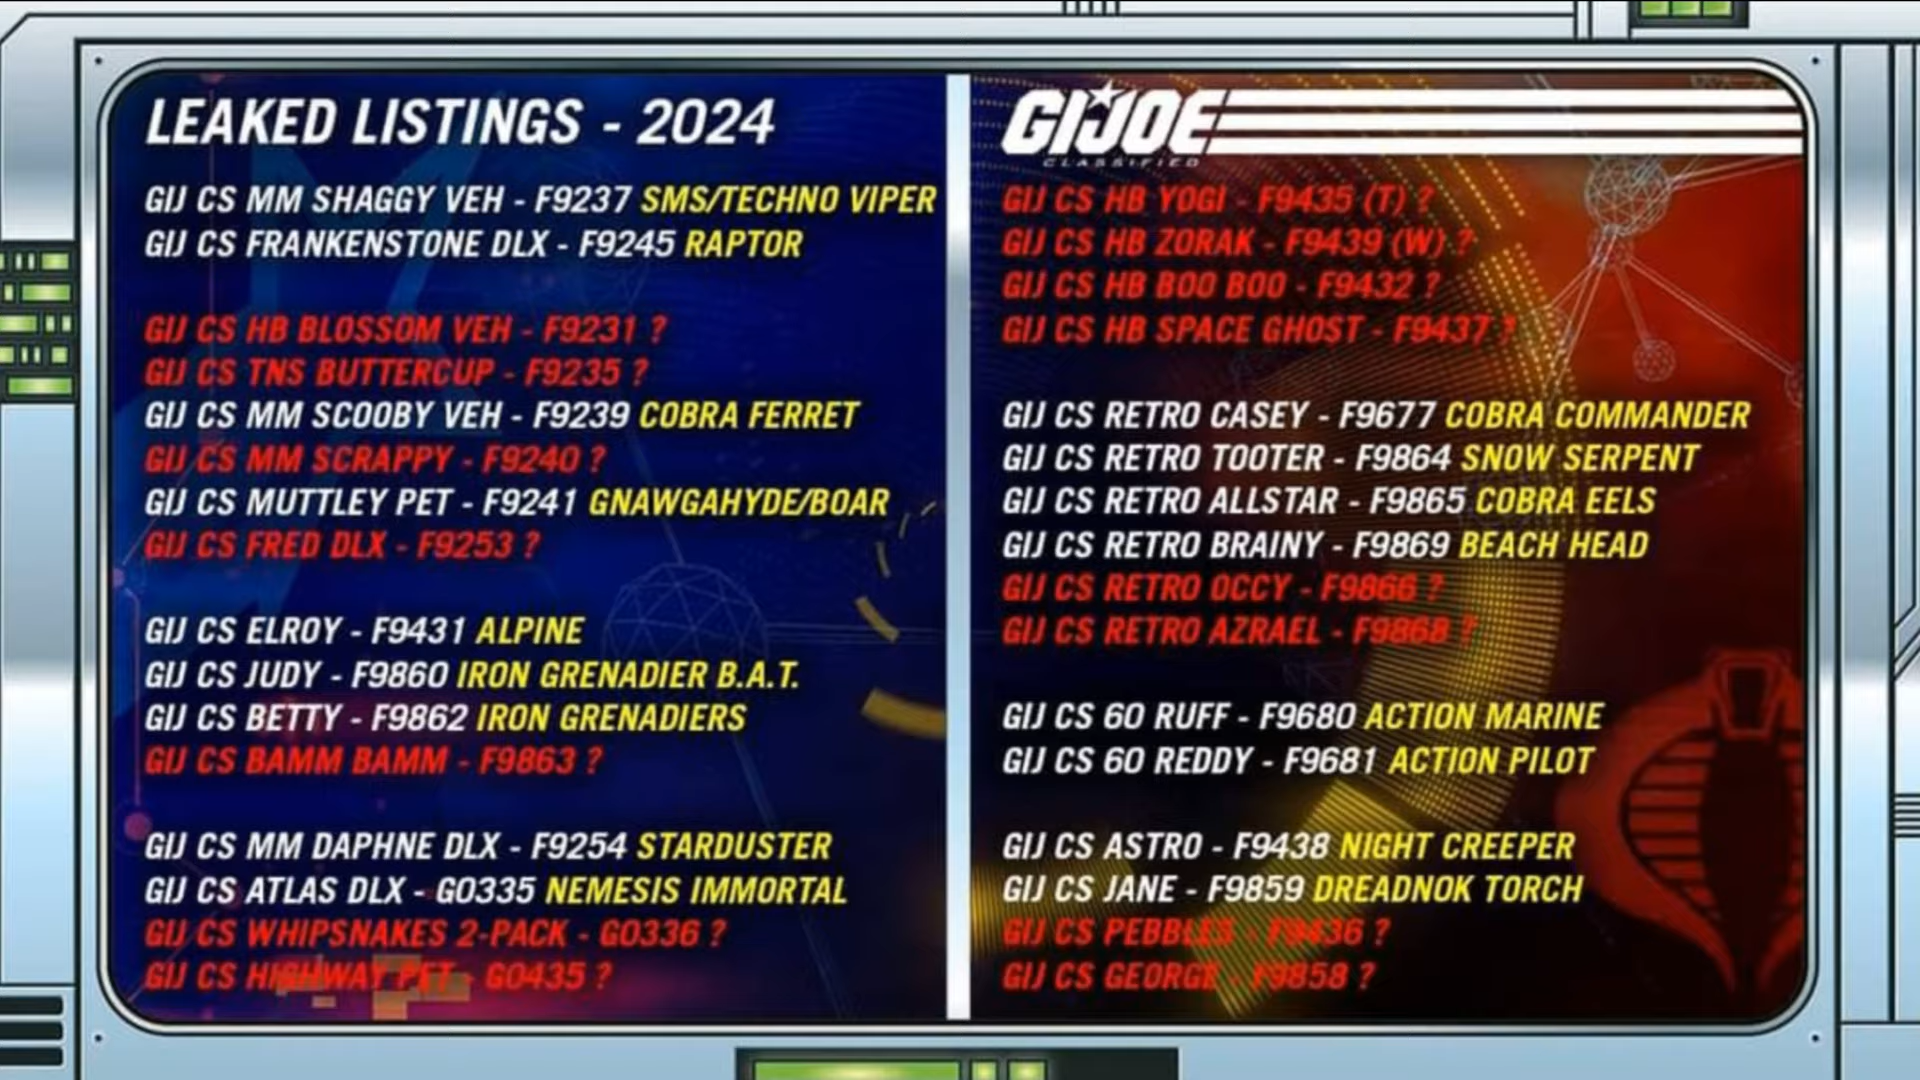 LEAKED LISTINGS - 2024
GIJ CS MM SHAGGY VEH - F9237 SMS/TECHNO VIPER
GIJ CS FRANKENSTONE DLX - F9245 RAPTOR
GIJ CS HB BLOSSOM VEH - F9231 ?
GIJ CS TNS BUTTERCUP - F9235 ?
GIJ CS MM SCOOBY VEH - F9239 COBRA FERRET
GIJ CS MM SCRAPPY - F9240 ?
GIJ CS MUTTLEY PET - F9241 GNAWGAHYDE/BOAR
GIJ CS FRED DLX - F9253 ?
GIJ CS ELROY - F9431 ALPINE
GIJ CS JUDY - F9860 IRON GRENADIER B.A.T.
GIJ CS BETTY - F9862 IRON GRENADIERS
GIJ CS BAMM BAMM - F9863 ?
GIJ CS MM DAPHNE DLX - F9254 STARDUSTER
GIJ CS ATLAS DLX - G0335 NEMESIS IMMORTAL
GIJ CS WHIPSNAKES 2-PACK - G0336 ?
GIJ CS HIGHWAY PET - G0435 ?
GIJOE
CLASSIFIED
GIJ CS HB YOGI - F9435 (T) ?
GIJ CS HB ZORAK - F9439 (W) ?
GIJ CS HB BOO BOO - F9432 ?
GIJ CS HB SPACE GHOST - F9437 ?
GIJ CS RETRO CASEY - F9677 COBRA COMMANDER
GIJ CS RETRO TOOTER - F9864 SNOW SERPENT
GIJ CS RETRO ALLSTAR - F9865 COBRA EELS
GIJ CS RETRO BRAINY - F9869 BEACH HEAD
GIJ CS RETRO OCCY - F9866 ?
GIJ CS RETRO AZRAEL - F9868 ?
GIJ CS 60 RUFF - F9680 ACTION MARINE
GIJ CS 60 REDDY - F9681 ACTION PILOT
GIJ CS ASTRO - F9438 NIGHT CREEPER
GIJ CS JANE - F9859 DREADNOK TORCH
GIJ CS PEBBLES - F9436 ?
GIJ CS GEORGE - F9858 ?